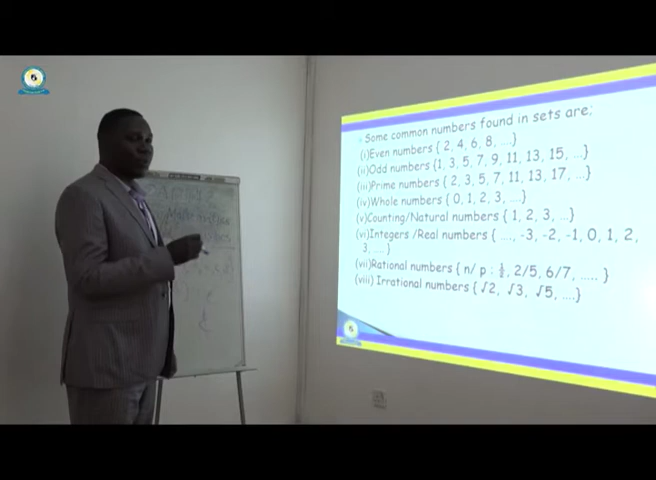 Some common numbers found in sets are;
(i)Even numbers { 2, 4, 6, 8, ....}
(ii)Odd numbers {1, 3, 5, 7, 9, 11, 13, 15, ...}
(iii)Prime numbers { 2, 3, 5, 7, 11, 13, 17, ...}
(iv)Whole numbers { 0, 1, 2, 3, ...}
(v)Counting/Natural numbers { 1, 2, 3, ...}
(vi)Integers /Real numbers { ...., -3, -2, -1, 0, 1, 2,
3, .... }
(vii)Rational numbers { n/ p : ½, 2/5, 6/7, ..... }
(viii) Irrational numbers { √2, √3, √5, ....}